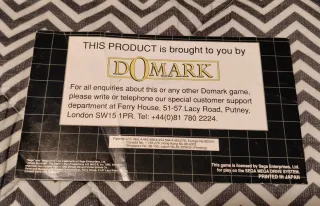 THIS PRODUCT is brought to you by
DOMARK
For all enquiries about this or any other Domark game,
please write or telephone our special customer support
department at Ferry House, 51-57 Lacy Road, Putney,
London SW15 1PR. Tel: +44(0)81 780 2224.
This game is licensed by Sega Enterprises, Ltd.
for play on the SEGA MEGA DRIVE SYSTEM.
PRINTED IN JAPAN